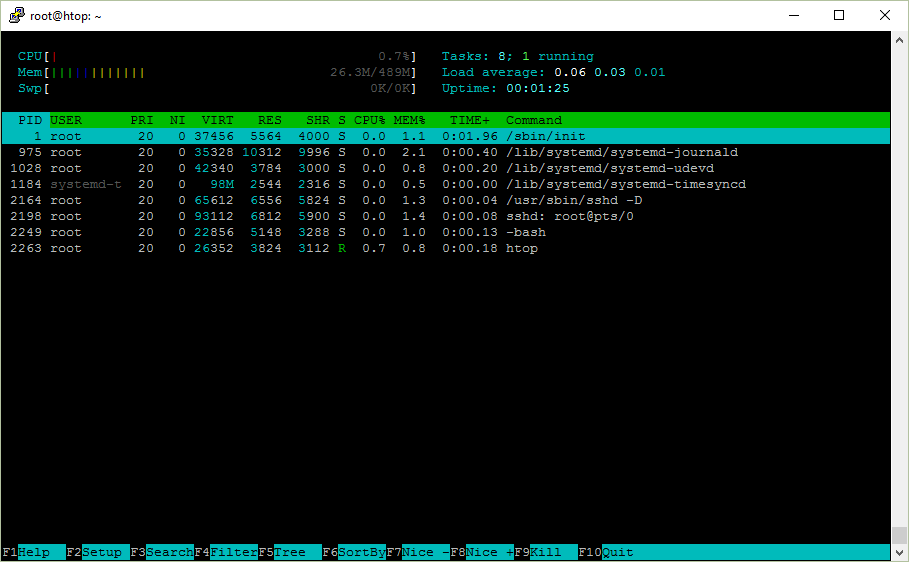 root@htop: ~
CPU[| 0.7%] Tasks: 8; 1 running
Mem[|||||||||||| 26.3M/489M] Load average: 0.06 0.03 0.01
Swp[ 0K/0K] Uptime: 00:01:25
PID USER PRI NI VIRT RES SHR S CPU% MEM% TIME+ Command
1 root 20 0 37456 5564 4000 S 0.0 1.1 0:01.96 /sbin/init
975 root 20 0 35328 10312 9996 S 0.0 2.1 0:00.40 /lib/systemd/systemd-journald
1028 root 20 0 42340 3784 3000 S 0.0 0.8 0:00.20 /lib/systemd/systemd-udevd
1184 systemd-t 20 0 98M 2544 2316 S 0.0 0.5 0:00.00 /lib/systemd/systemd-timesyncd
2164 root 20 0 65612 6556 5824 S 0.0 1.3 0:00.04 /usr/sbin/sshd -D
2198 root 20 0 93112 6812 5900 S 0.0 1.4 0:00.08 sshd: root@pts/0
2249 root 20 0 22856 5148 3288 S 0.0 1.0 0:00.13 -bash
2263 root 20 0 26352 3824 3112 R 0.7 0.8 0:00.18 htop
F1Help F2Setup F3SearchF4FilterF5Tree F6SortByF7Nice -F8Nice +F9Kill F10Quit